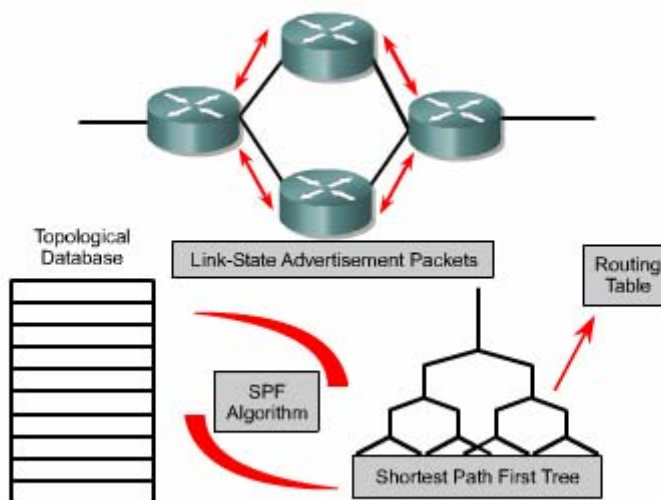 Topological
Database
Link-State Advertisement Packets
Routing
Table
SPF
Algorithm
Shortest Path First Tree